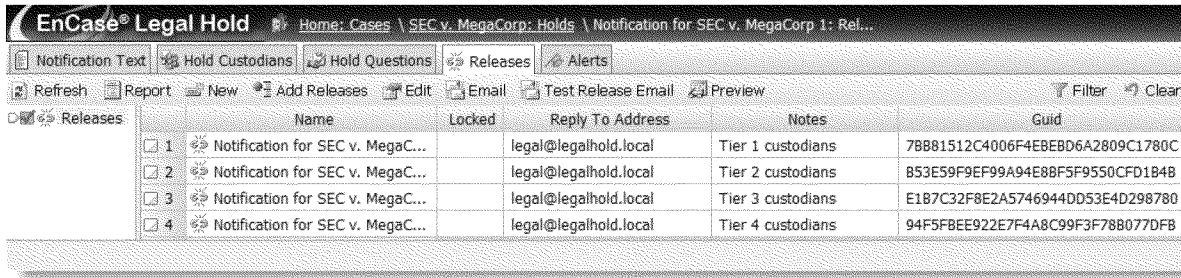 EnCase® Legal Hold Home: Cases \ SEC v. MegaCorp: Holds \ Notification for SEC v. MegaCorp 1: Rel...
Notification Text Hold Custodians Hold Questions Releases Alerts
Refresh Report New Add Releases Edit Email Test Release Email Preview Filter Clear
Releases Name Locked Reply To Address Notes Guid
1 Notification for SEC v. MegaC... legal@legalhold.local Tier 1 custodians 7BB81512C4006F4EBEBD6A2809C1780C
2 Notification for SEC v. MegaC... legal@legalhold.local Tier 2 custodians B53E59F9EF99A94E8BF5F9550CFD1B4B
3 Notification for SEC v. MegaC... legal@legalhold.local Tier 3 custodians E1B7C32F8E2A5746944DD53E4D298780
4 Notification for SEC v. MegaC... legal@legalhold.local Tier 4 custodians 94F5FBEE922E7F4A8C99F3F78B077DFB